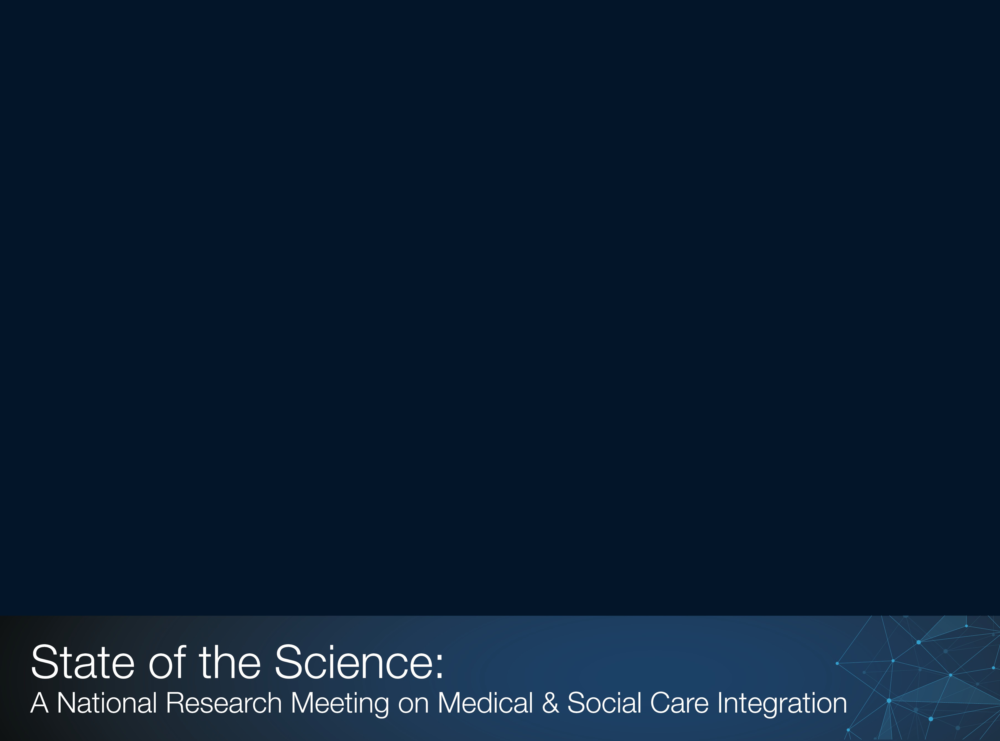 State of the Science:
A National Research Meeting on Medical & Social Care Integration